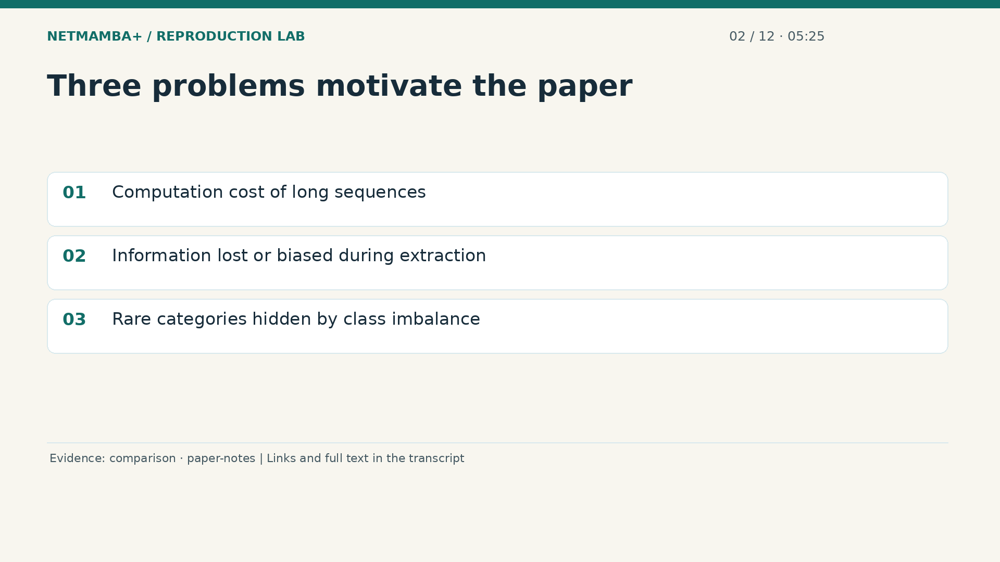 NETMAMBA+ / REPRODUCTION LAB
02 / 12 · 05:25
Three problems motivate the paper
01 Computation cost of long sequences
02 Information lost or biased during extraction
03 Rare categories hidden by class imbalance
Evidence: comparison · paper-notes | Links and full text in the transcript